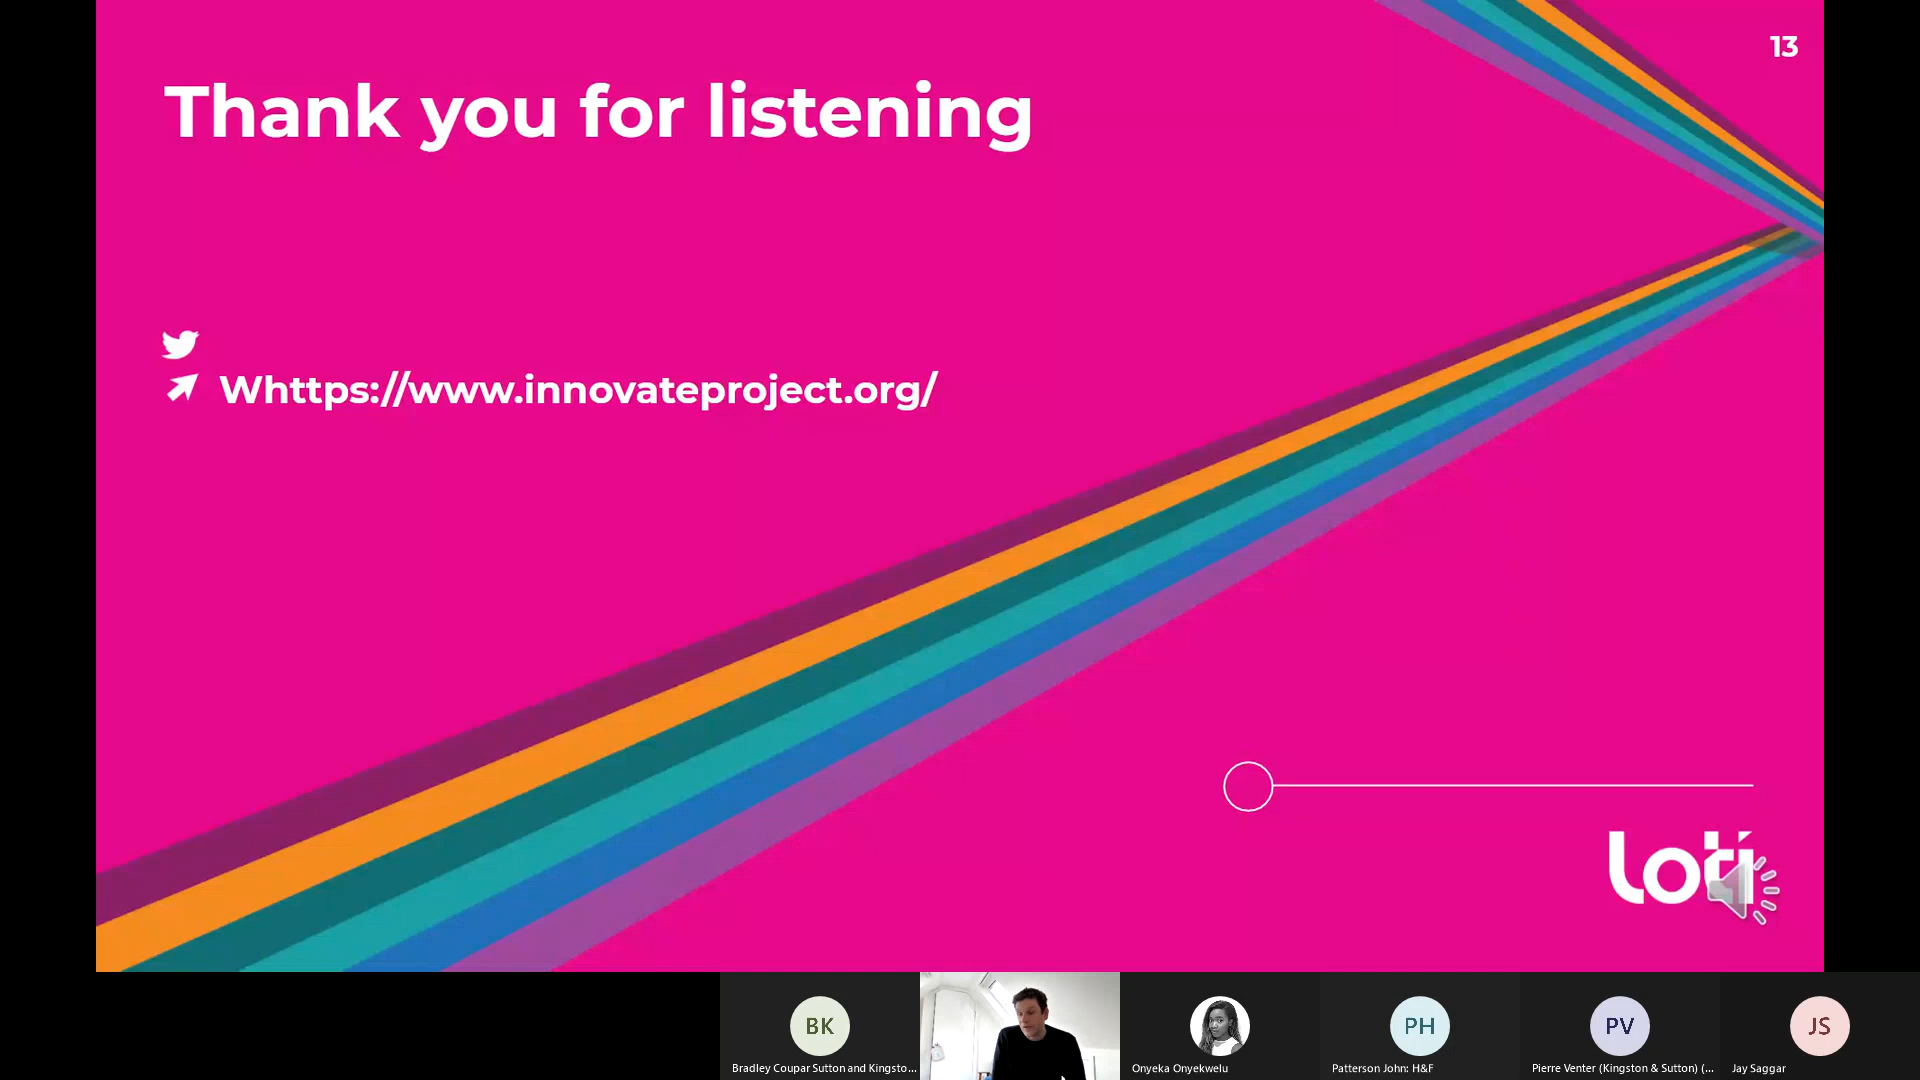 13
Thank you for listening
Whttps://www.innovateproject.org/
loti
BK
PH
PV
JS
Bradley Coupar Sutton and Kingsto...
Onyeka Onyekwelu
Patterson John: H&F
Pierre Venter (Kingston & Sutton) (...
Jay Saggar